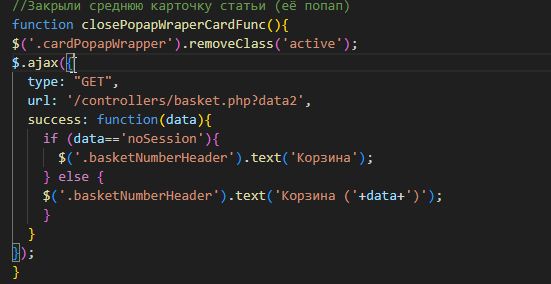 //Закрыли среднюю карточку статьи (её попап)
function closePopapWraperCardFunc(){
$('.cardPopapWrapper').removeClass('active');
$.ajax({
type: "GET",
url: '/controllers/basket.php?data2',
success: function(data){
if (data=='noSession'){
$('.basketNumberHeader').text('Корзина');
} else {
$('.basketNumberHeader').text('Корзина ('+data+')');
}
}
});
}